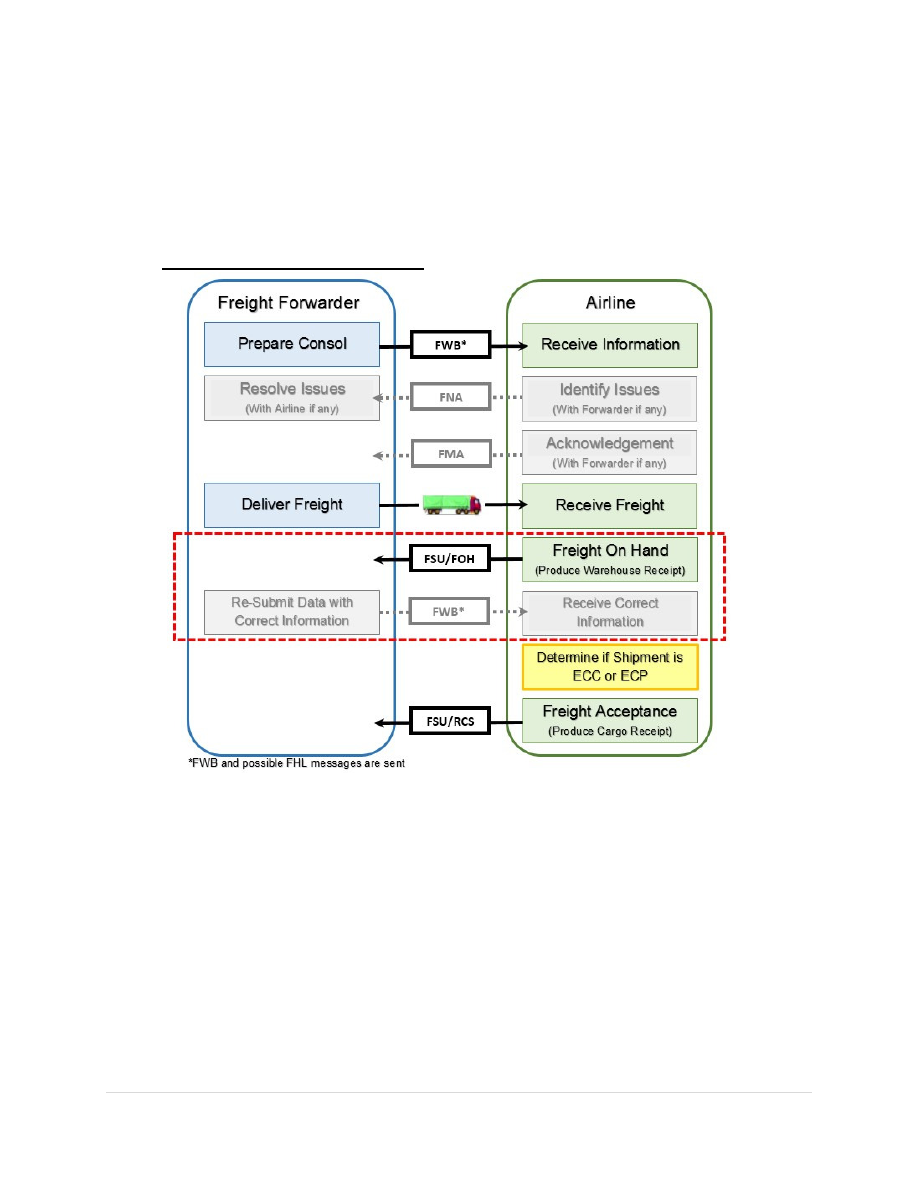 Freight Forwarder
Airline
Prepare Consol
FWB*
Receive Information
Resolve Issues
(With Airline if any)
FNA
Identify Issues
(With Forwarder if any)
FMA
Acknowledgement
(With Forwarder if any)
Deliver Freight
Receive Freight
FSU/FOH
Freight On Hand
(Produce Warehouse Receipt)
Re-Submit Data with
Correct Information
FWB*
Receive Correct
Information
Determine if Shipment is
ECC or ECP
FSU/RCS
Freight Acceptance
(Produce Cargo Receipt)
*FWB and possible FHL messages are sent